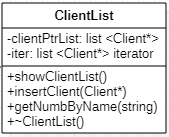 ClientList
-clientPtrList: list <Client*>
-iter: list <Client*> iterator
+showClientList()
+insertClient(Client*)
+getNumbByName(string)
+~ClientList()